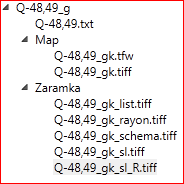 Q-48,49_g
Q-48,49.txt
Map
Q-48,49_gk.tfw
Q-48,49_gk.tiff
Zaramka
Q-48,49_gk_list.tiff
Q-48,49_gk_rayon.tiff
Q-48,49_gk_schema.tiff
Q-48,49_gk_sl.tiff
Q-48,49_gk_sl_R.tiff